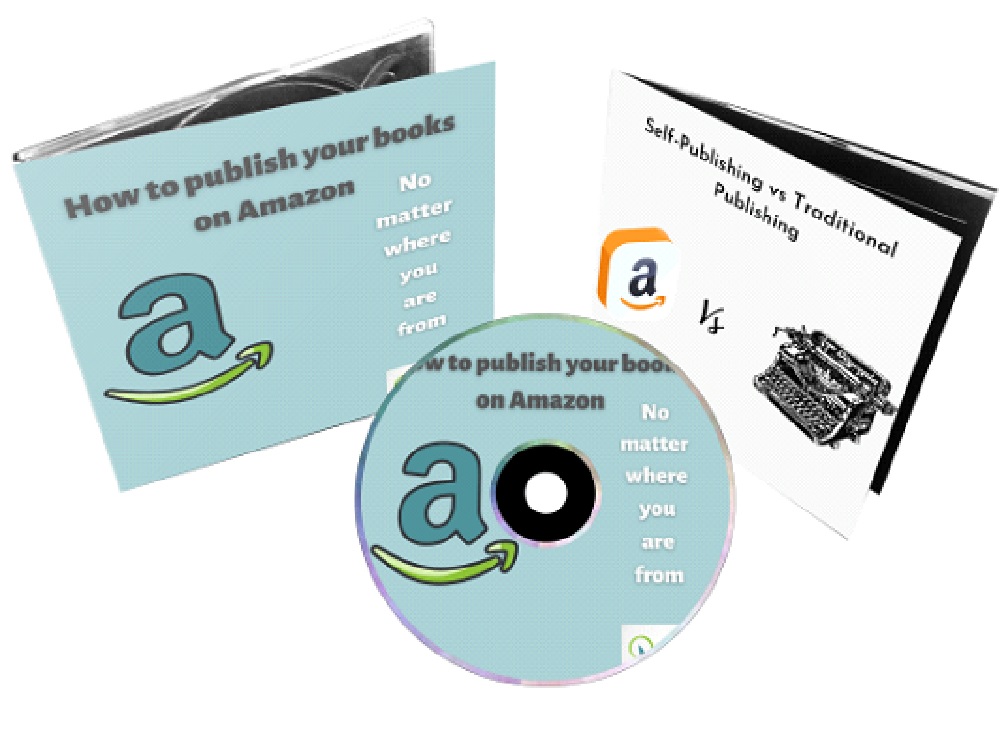 How to publish your books
on Amazon
No
matter
where
you
are
from
a
Self-Publishing vs Traditional
Publishing
a
Vs
w to publish your boo
on Amazon
No
matter
where
you
are
from
a